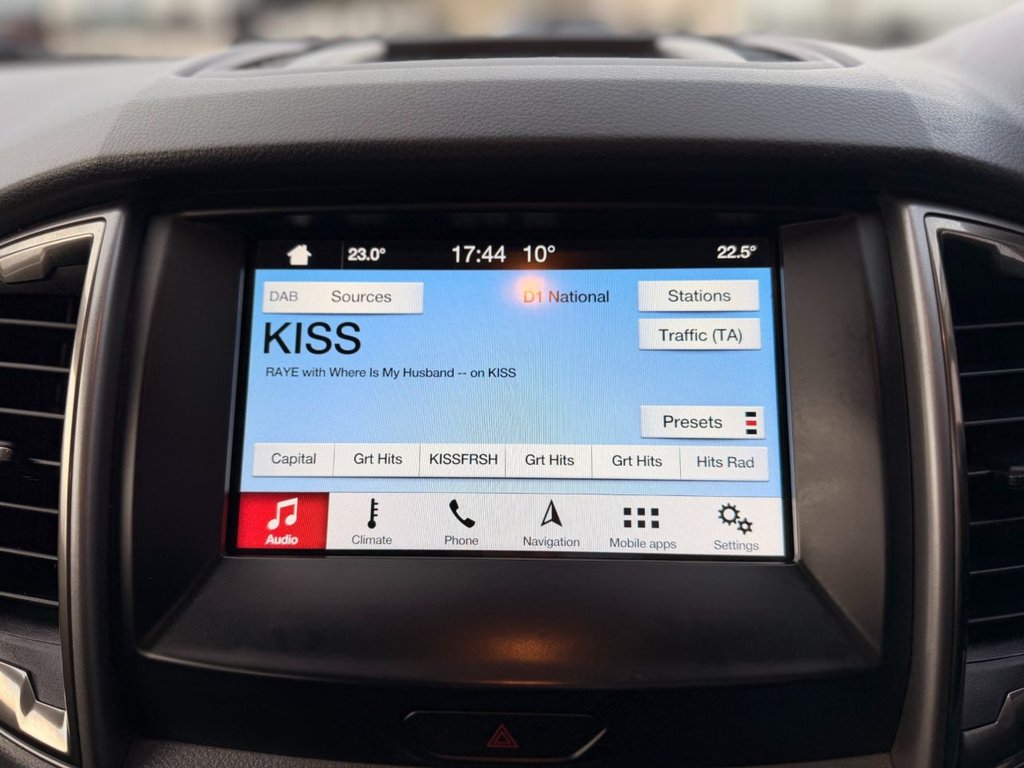 23.0° 17:44 10° 22.5°
DAB Sources D1 National Stations
KISS Traffic (TA)
RAYE with Where Is My Husband -- on KISS
Presets
Capital Grt Hits KISSFRSH Grt Hits Grt Hits Hits Rad
Audio Climate Phone Navigation Mobile apps Settings